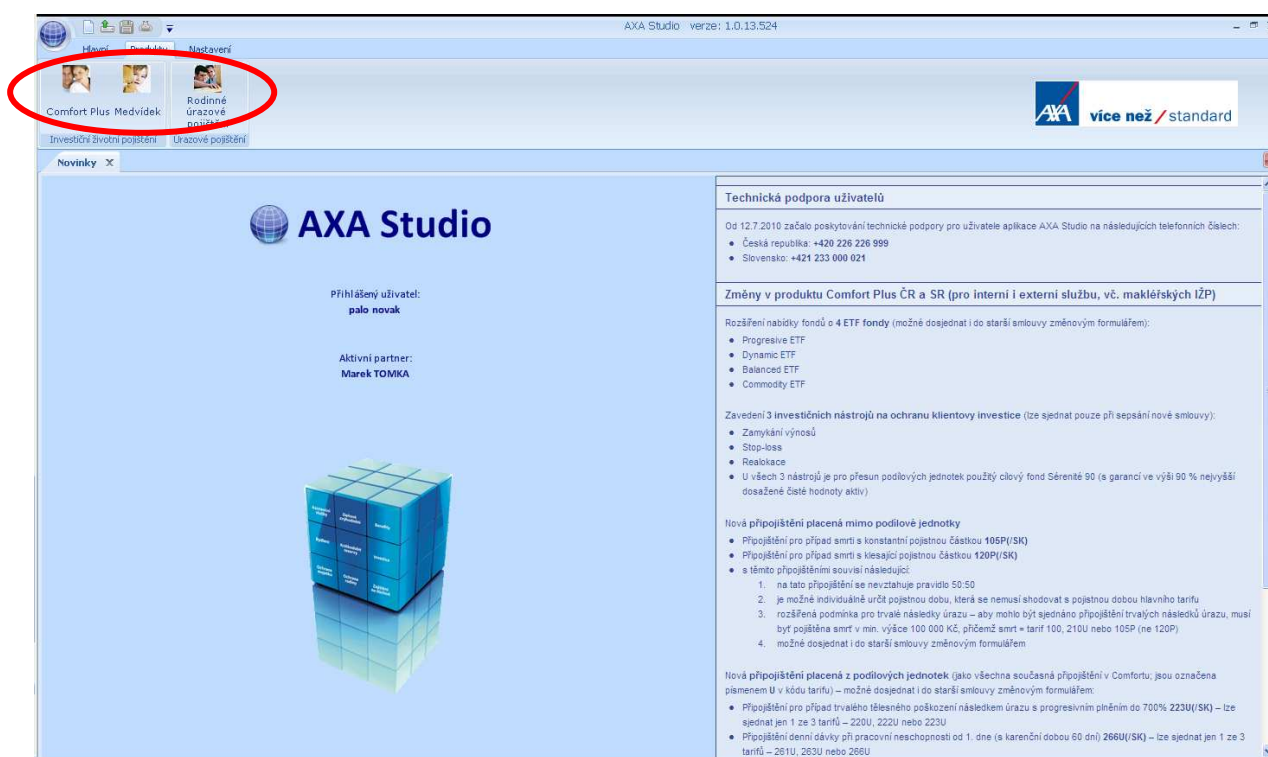 AXA Studio verze: 1.0.13.524
Hlavní Produkty Nastavení
Comfort Plus Medvídek
Rodinné
úrazové
pojištění
Investiční životní pojištění Úrazové pojištění
AXA více než / standard
Novinky X
AXA Studio
Přihlášený uživatel:
palo novak
Aktivní partner:
Marek TOMKA
Technická podpora uživatelů
Od 12.7.2010 začalo poskytování technické podpory pro uživatele aplikace AXA Studio na následujících telefonních číslech:
● Česká republika: +420 226 226 999
● Slovensko: +421 233 000 021
Změny v produktu Comfort Plus ČR a SR (pro interní i externí službu, vč. makléřských IŽP)
Rozšíření nabídky fondů o 4 ETF fondy (možné dosjednat i do starší smlouvy změnovým formulářem):
● Progresive ETF
● Dynamic ETF
● Balanced ETF
● Commodity ETF
Zavedení 3 investičních nástrojů na ochranu klientovy investice (lze sjednat pouze při sepsání nové smlouvy):
● Zamykání výnosů
● Stop-loss
● Realokace
● U všech 3 nástrojů je pro přesun podílových jednotek použitý cílový fond Sérenité 90 (s garancí ve výši 90 % nejvyšší
dosažené čisté hodnoty aktiv)
Nová připojištění placená mimo podílové jednotky
● Připojištění pro případ smrti s konstantní pojistnou částkou 105P(/SK)
● Připojištění pro případ smrti s klesající pojistnou částkou 120P(/SK)
● s těmito připojištěními souvisí následující:
1. na tato připojištění se nevztahuje pravidlo 50:50
2. je možné individuálně určit pojistnou dobu, která se nemusí shodovat s pojistnou dobou hlavního tarifu
3. rozšířená podmínka pro trvalé následky úrazu – aby mohlo být sjednáno připojištění trvalých následků úrazu, musí
byť pojištěna smrť v min. výšce 100 000 Kč, přičemž smrt = tarif 100, 210U nebo 105P (ne 120P)
4. možné dosjednat i do starší smlouvy změnovým formulářem
Nová připojištění placená z podílových jednotek (jako všechna současná připojištění v Comfortu; jsou označena
písmenem U v kódu tarifu) – možné dosjednat i do starší smlouvy změnovým formulářem:
● Připojištění pro případ trvalého tělesného poškození následkem úrazu s progresivním plněním do 700% 223U(/SK) – lze
sjednat jen 1 ze 3 tarifů – 220U, 222U nebo 223U
● Připojištění denní dávky při pracovní neschopnosti od 1. dne (s karenční dobou 60 dní) 266U(/SK) – lze sjednat jen 1 ze 3
tarifů – 261U, 263U nebo 266U